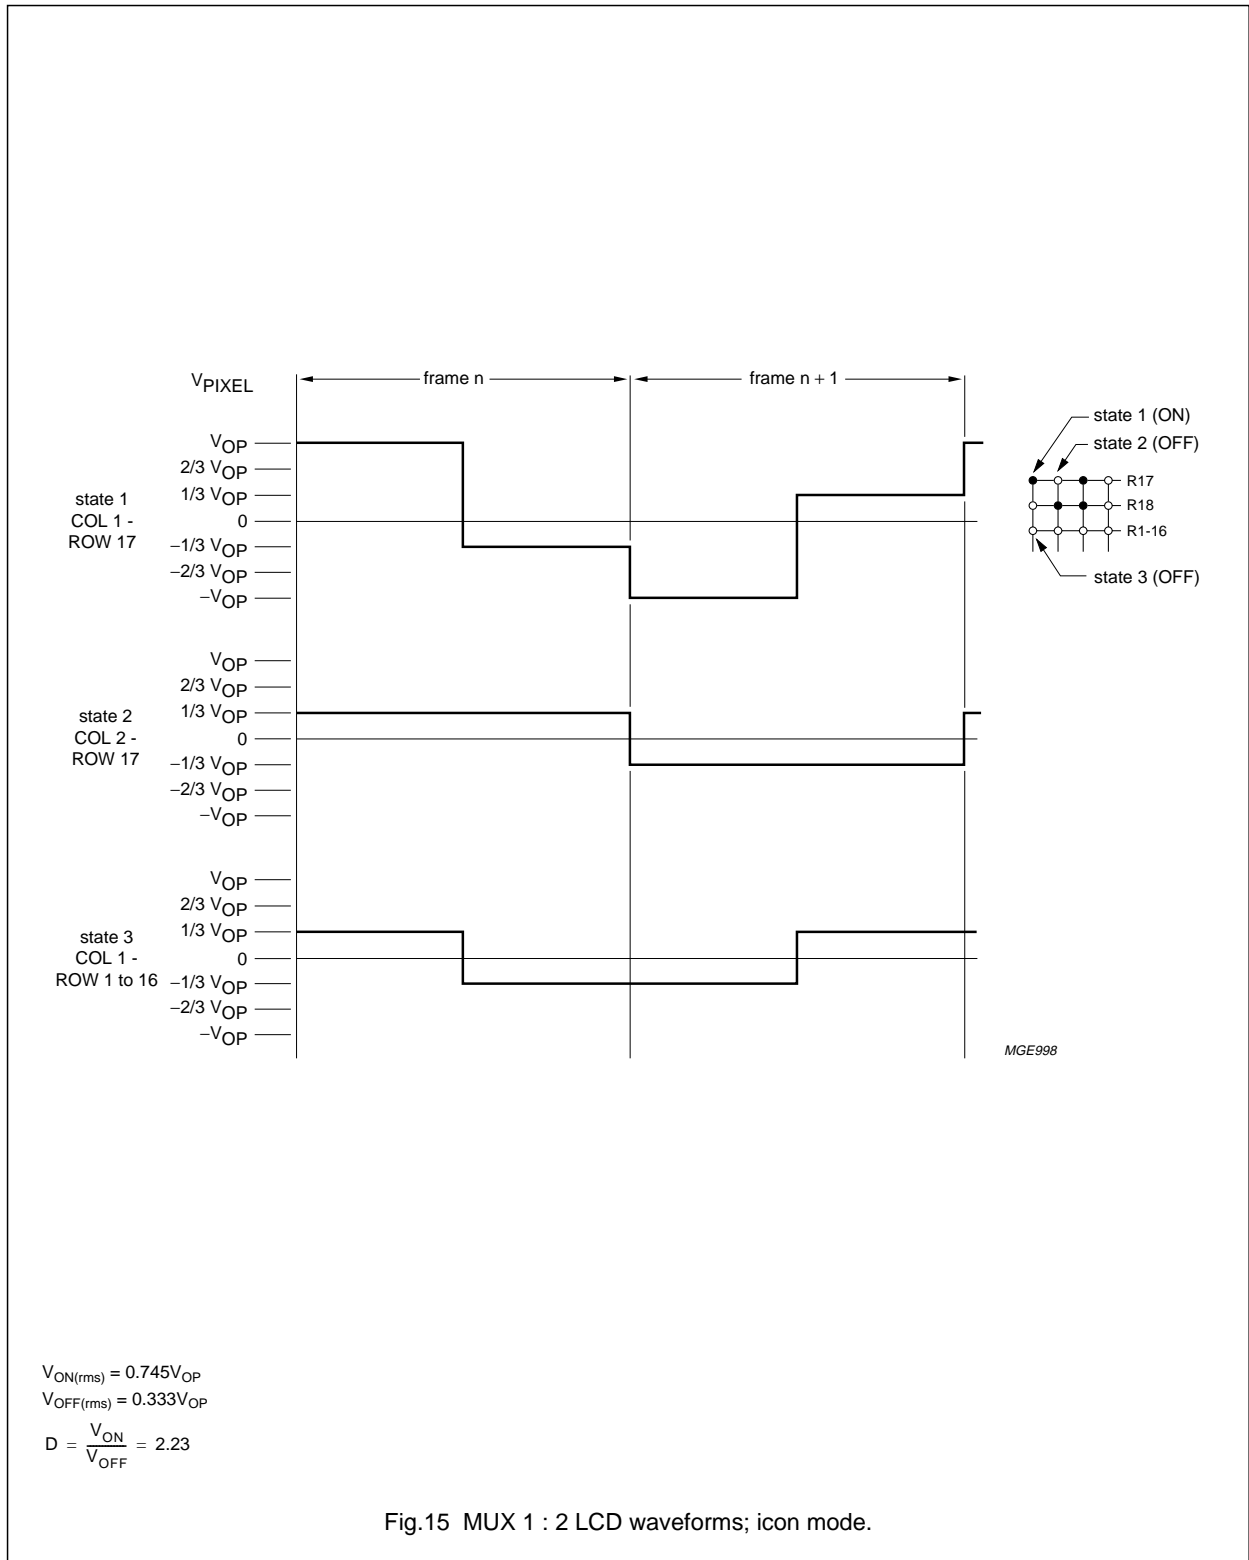 VPIXEL
frame n
frame n + 1
state 1
COL 1 -
ROW 17
VOP
2/3 VOP
1/3 VOP
0
−1/3 VOP
−2/3 VOP
−VOP
state 1 (ON)
state 2 (OFF)
R17
R18
R1-16
state 3 (OFF)
state 2
COL 2 -
ROW 17
VOP
2/3 VOP
1/3 VOP
0
−1/3 VOP
−2/3 VOP
−VOP
state 3
COL 1 -
ROW 1 to 16
VOP
2/3 VOP
1/3 VOP
0
−1/3 VOP
−2/3 VOP
−VOP
MGE998
VON(rms) = 0.745VOP
VOFF(rms) = 0.333VOP
D = VON / VOFF = 2.23
Fig.15 MUX 1 : 2 LCD waveforms; icon mode.